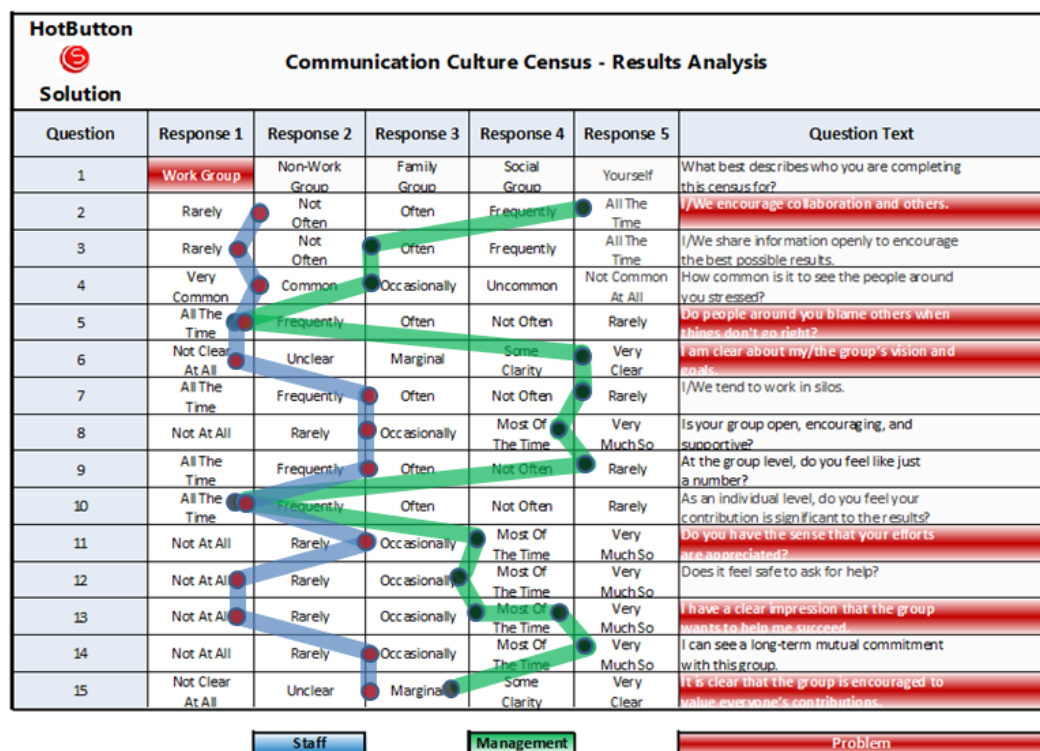 HotButton
Solution
Communication Culture Census - Results Analysis
Question Response 1 Response 2 Response 3 Response 4 Response 5 Question Text
1 Work Group Non-Work Group Family Group Social Group Yourself What best describes who you are completing this census for?
2 Rarely Not Often Often Frequently All The Time I/We encourage collaboration and others.
3 Rarely Not Often Often Frequently All The Time I/We share information openly to encourage the best possible results.
4 Very Common Common Occasionally Uncommon Not Common At All How common is it to see the people around you stressed?
5 All The Time Frequently Often Not Often Rarely Do people around you blame others when things don't go right?
6 Not Clear At All Unclear Marginal Some Clarity Very Clear I am clear about my/the group's vision and goals.
7 All The Time Frequently Often Not Often Rarely I/We tend to work in silos.
8 Not At All Rarely Occasionally Most Of The Time Very Much So Is your group open, encouraging, and supportive?
9 All The Time Frequently Often Not Often Rarely At the group level, do you feel like just a number?
10 All The Time Frequently Often Not Often Rarely As an individual level, do you feel your contribution is significant to the results?
11 Not At All Rarely Occasionally Most Of The Time Very Much So Do you have the sense that your efforts are appreciated?
12 Not At All Rarely Occasionally Most Of The Time Very Much So Does it feel safe to ask for help?
13 Not At All Rarely Occasionally Most Of The Time Very Much So I have a clear impression that the group wants to help me succeed.
14 Not At All Rarely Occasionally Most Of The Time Very Much So I can see a long-term mutual commitment with this group.
15 Not Clear At All Unclear Marginal Some Clarity Very Clear It is clear that the group is encouraged to value everyone's contributions.
Staff Management Problem